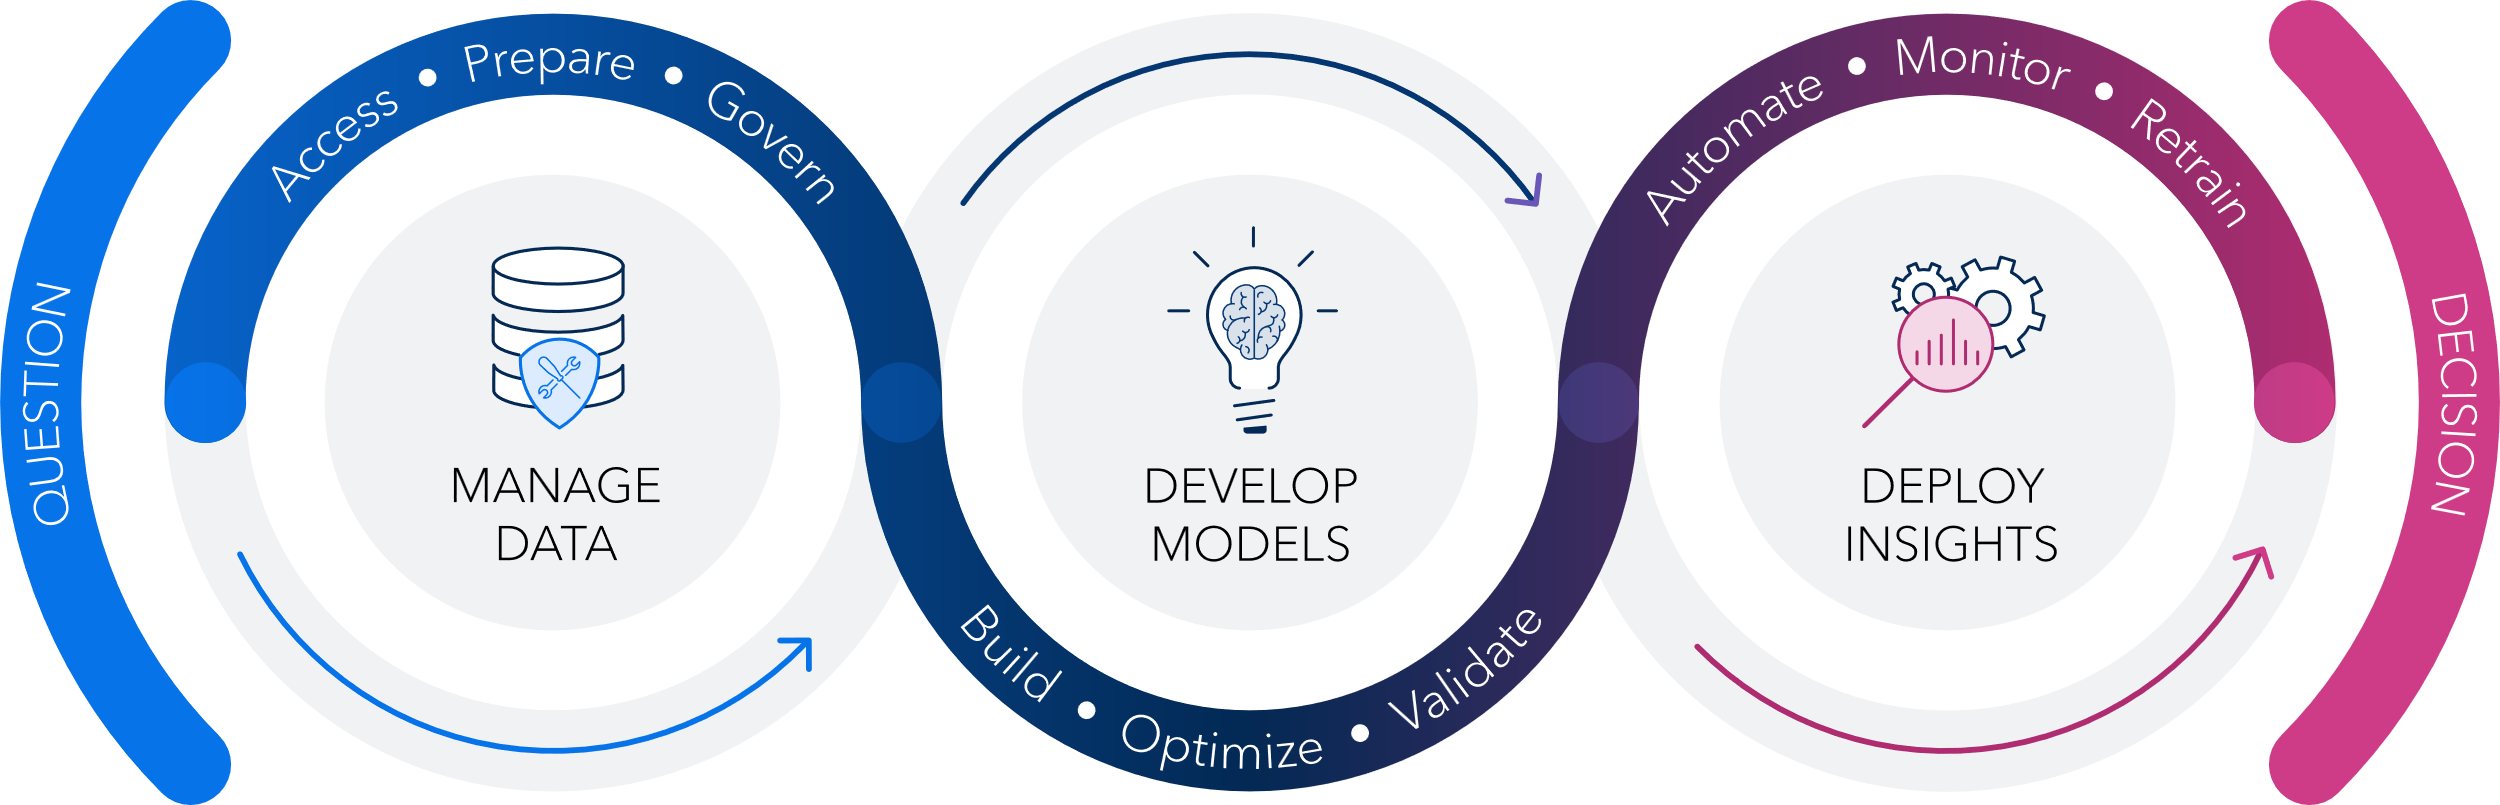 QUESTION
Access • Prepare • Govern
MANAGE
DATA
Build • Optimize • Validate
DEVELOP
MODELS
Automate • Monitor • Retrain
DEPLOY
INSIGHTS
DECISION